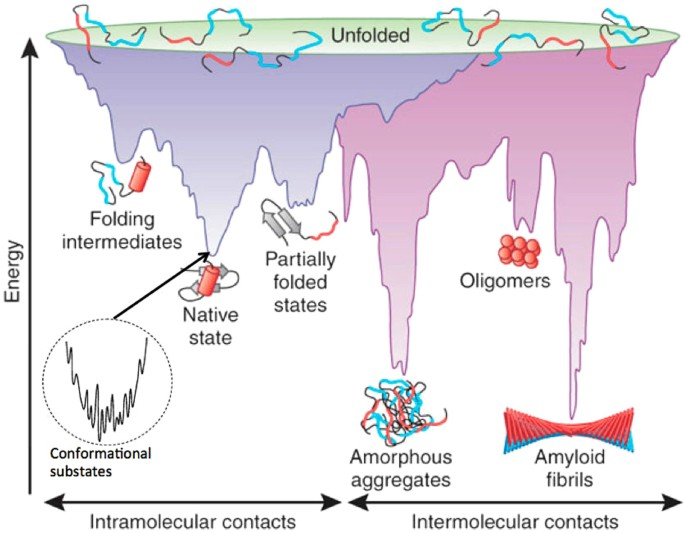 Unfolded
Energy
Folding
intermediates
Native
state
Partially
folded
states
Oligomers
Conformational
substates
Amorphous
aggregates
Amyloid
fibrils
Intramolecular contacts
Intermolecular contacts